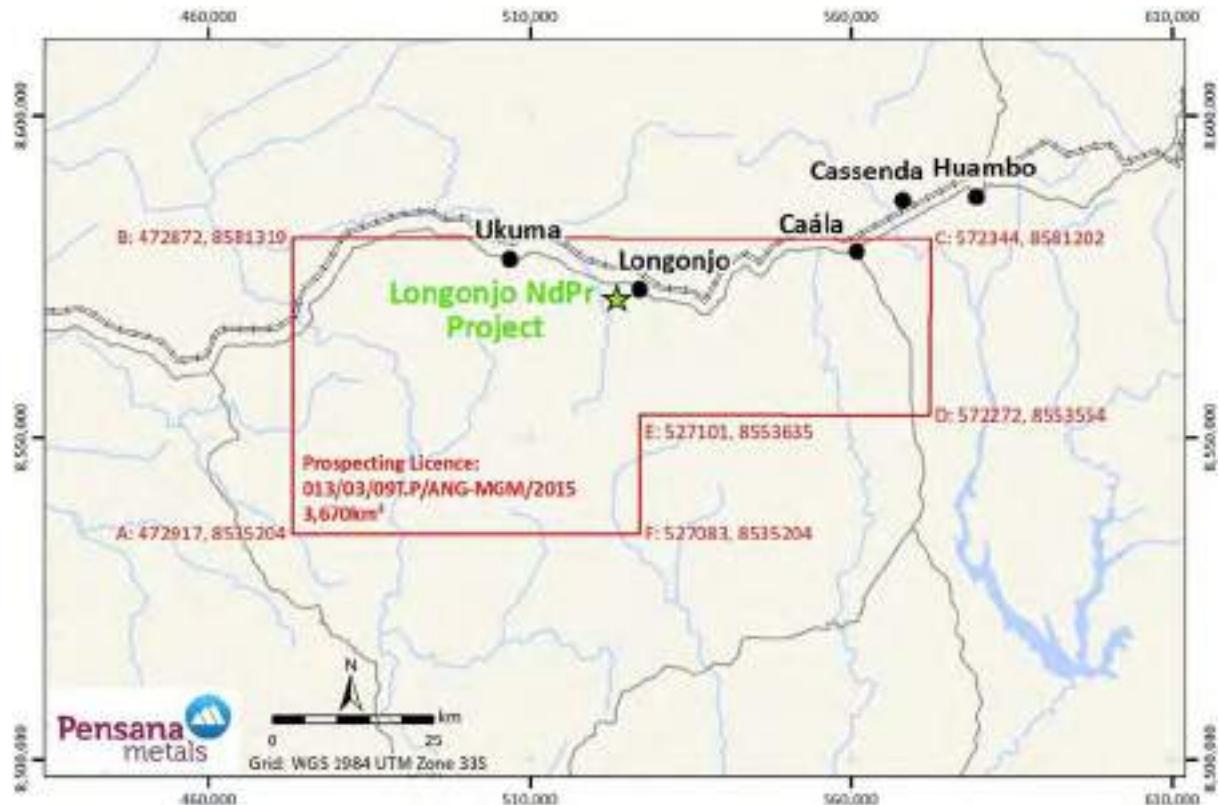 460,000 510,000 560,000 610,000
8,600,000 8,600,000
Cassenda Huambo
B: 472872, 8581319 Ukuma Caála C: 572344, 8581202
Longonjo
Longonjo NdPr
Project
D: 572272, 8553554
E: 527101, 8553635
8,550,000 8,550,000
Prospecting Licence:
013/03/09T.P/ANG-MGM/2015
3,670km²
A: 472917, 8535204 F: 527083, 8535204
N
Pensana
metals
km
0 25
Grid: WGS 1984 UTM Zone 33S
8,500,000 8,500,000
460,000 510,000 560,000 610,000